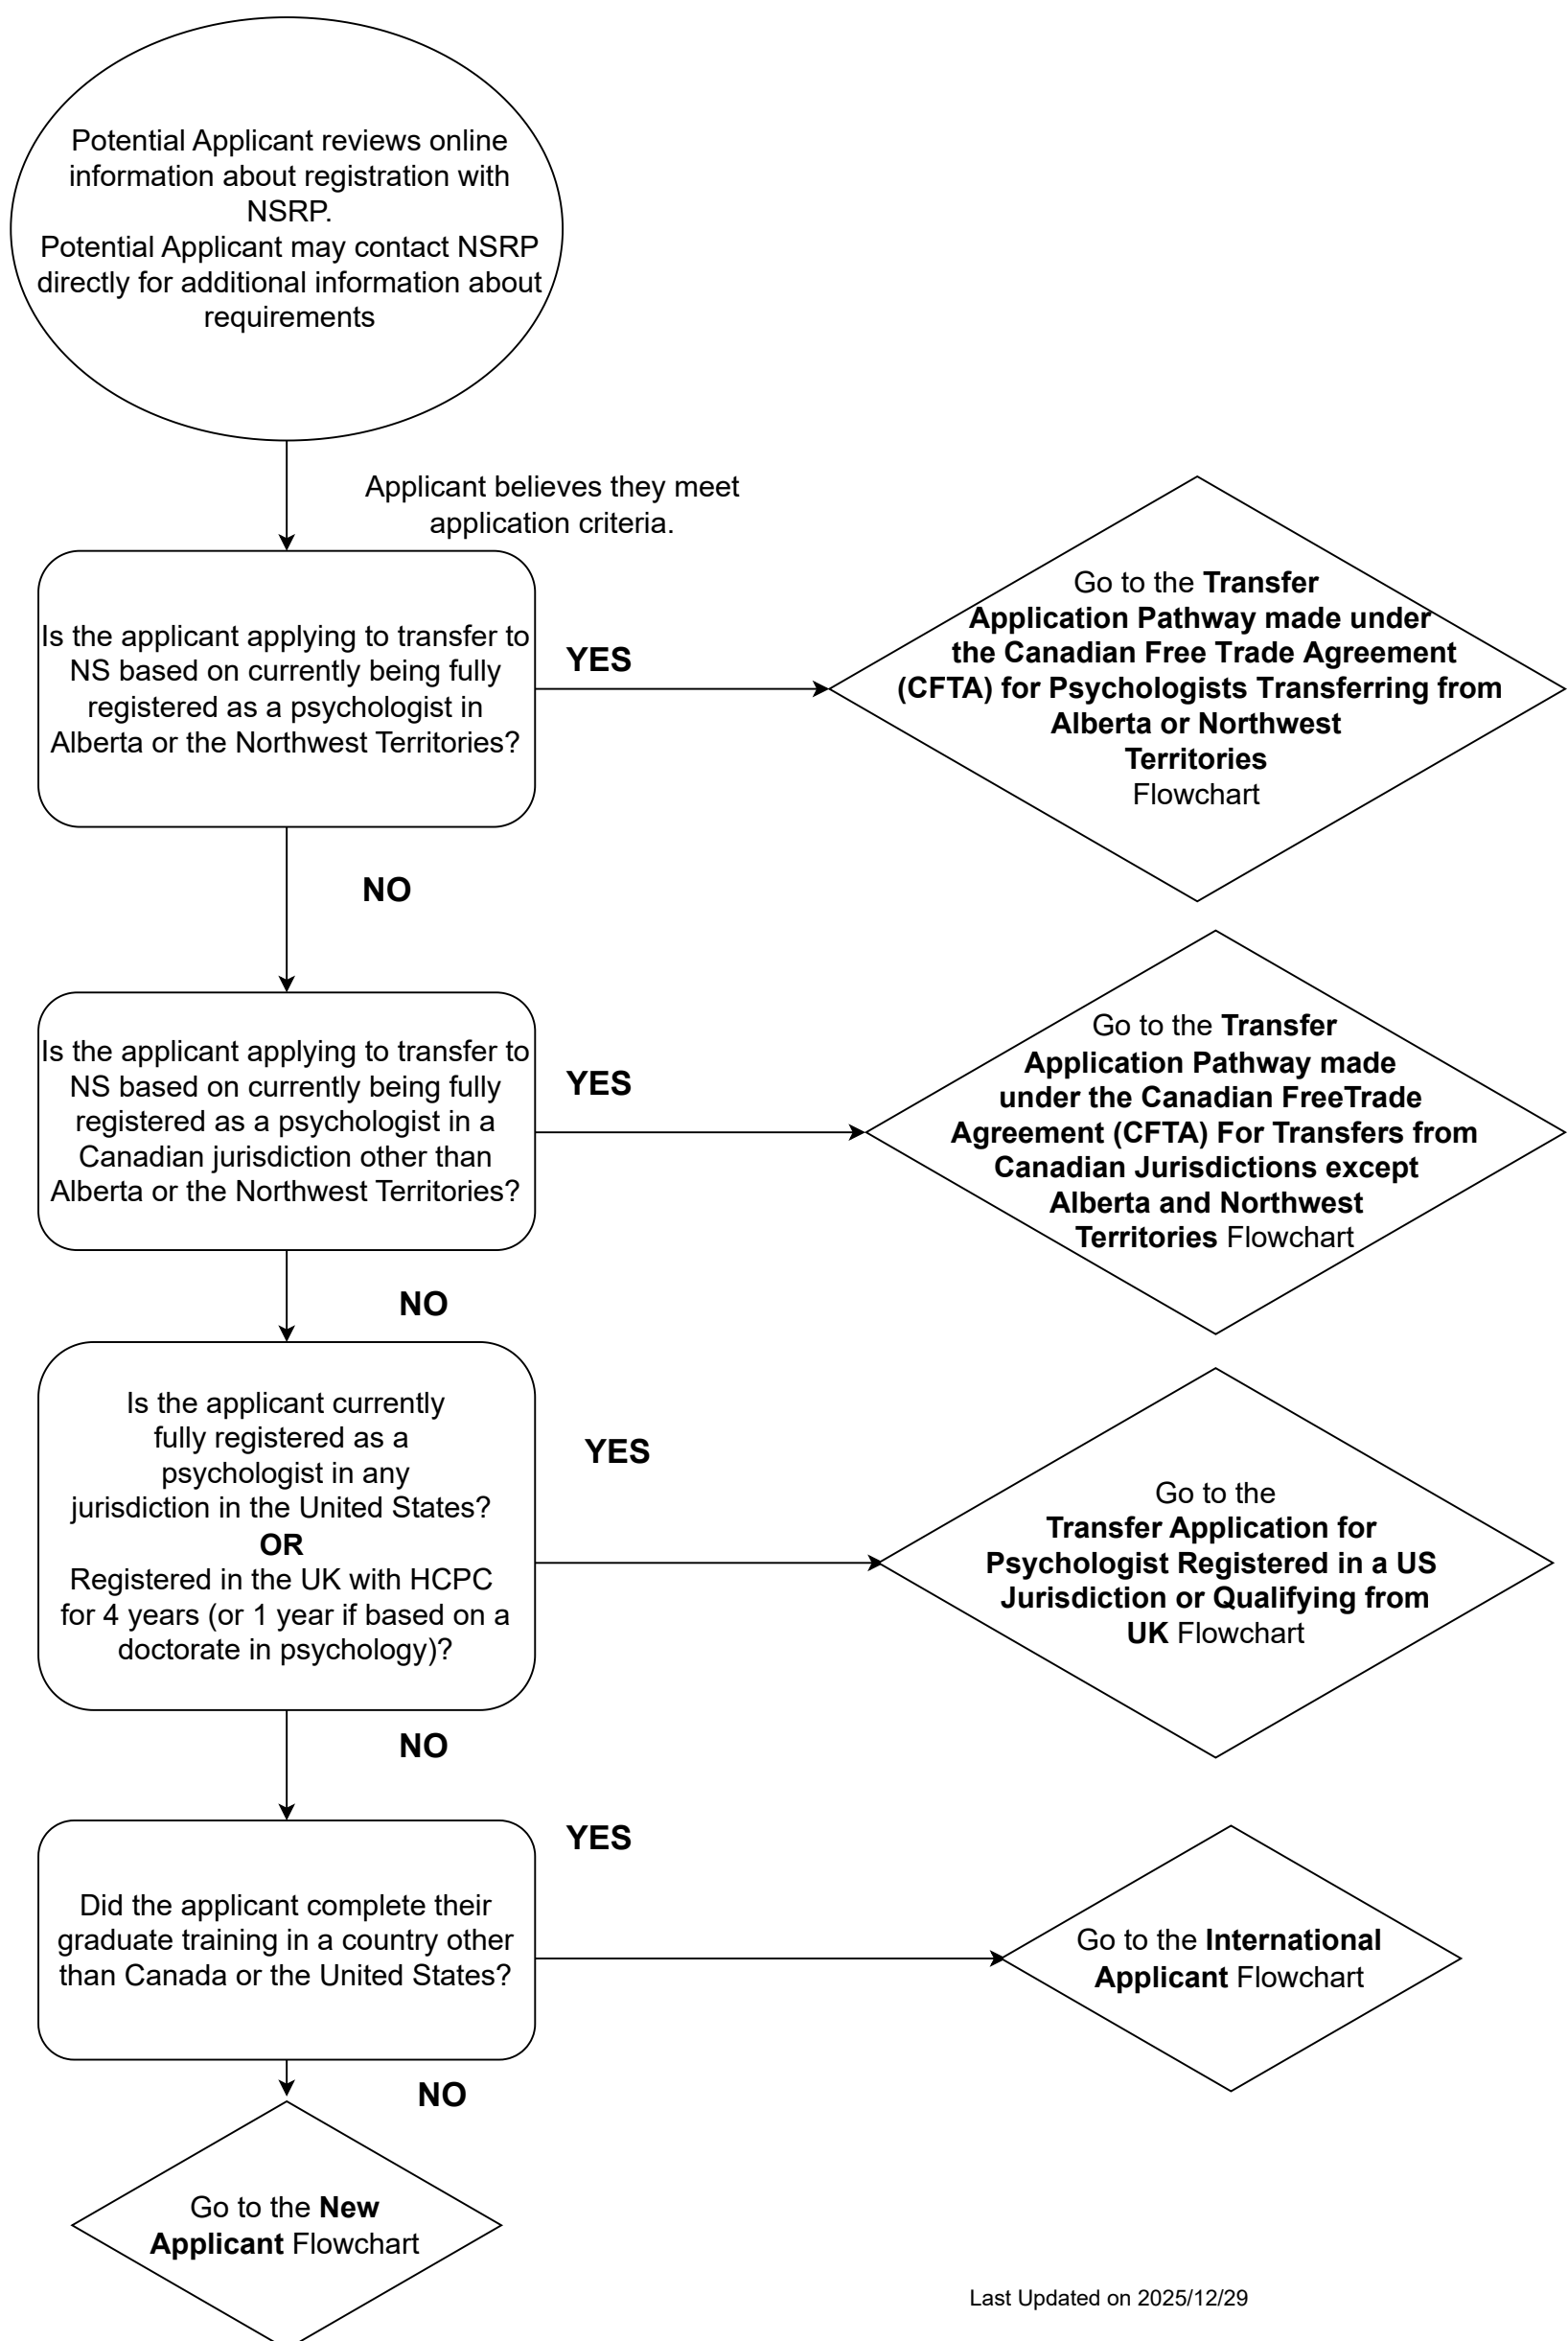 Potential Applicant reviews online
information about registration with
NSRP.
Potential Applicant may contact NSRP
directly for additional information about
requirements
Applicant believes they meet
application criteria.
Is the applicant applying to transfer to
NS based on currently being fully
registered as a psychologist in
Alberta or the Northwest Territories?
YES
Go to the Transfer
Application Pathway made under
the Canadian Free Trade Agreement
(CFTA) for Psychologists Transferring from
Alberta or Northwest
Territories
Flowchart
NO
Is the applicant applying to transfer to
NS based on currently being fully
registered as a psychologist in a
Canadian jurisdiction other than
Alberta or the Northwest Territories?
YES
Go to the Transfer
Application Pathway made
under the Canadian FreeTrade
Agreement (CFTA) For Transfers from
Canadian Jurisdictions except
Alberta and Northwest
Territories Flowchart
NO
Is the applicant currently
fully registered as a
psychologist in any
jurisdiction in the United States?
OR
Registered in the UK with HCPC
for 4 years (or 1 year if based on a
doctorate in psychology)?
YES
Go to the
Transfer Application for
Psychologist Registered in a US
Jurisdiction or Qualifying from
UK Flowchart
NO
Did the applicant complete their
graduate training in a country other
than Canada or the United States?
YES
Go to the International
Applicant Flowchart
NO
Go to the New
Applicant Flowchart
Last Updated on 2025/12/29